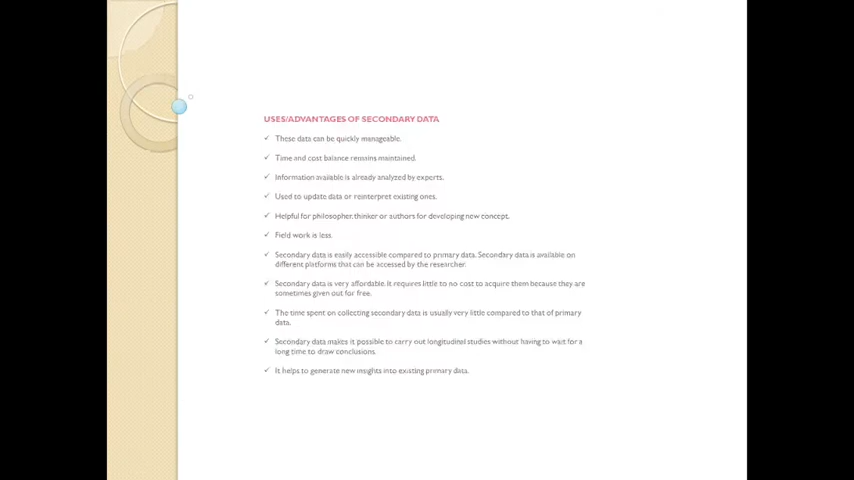 USES/ADVANTAGES OF SECONDARY DATA
✓ These data can be quickly manageable.
✓ Time and cost balance remains maintained.
✓ Information available is already analyzed by experts.
✓ Used to update data or reinterpret existing ones.
✓ Helpful for philosopher, thinker or authors for developing new concept.
✓ Field work is less.
✓ Secondary data is easily accessible compared to primary data. Secondary data is available on
different platforms that can be accessed by the researcher.
✓ Secondary data is very affordable. It requires little to no cost to acquire them because they are
sometimes given out for free.
✓ The time spent on collecting secondary data is usually very little compared to that of primary
data.
✓ Secondary data makes it possible to carry out longitudinal studies without having to wait for a
long time to draw conclusions.
✓ It helps to generate new insights into existing primary data.